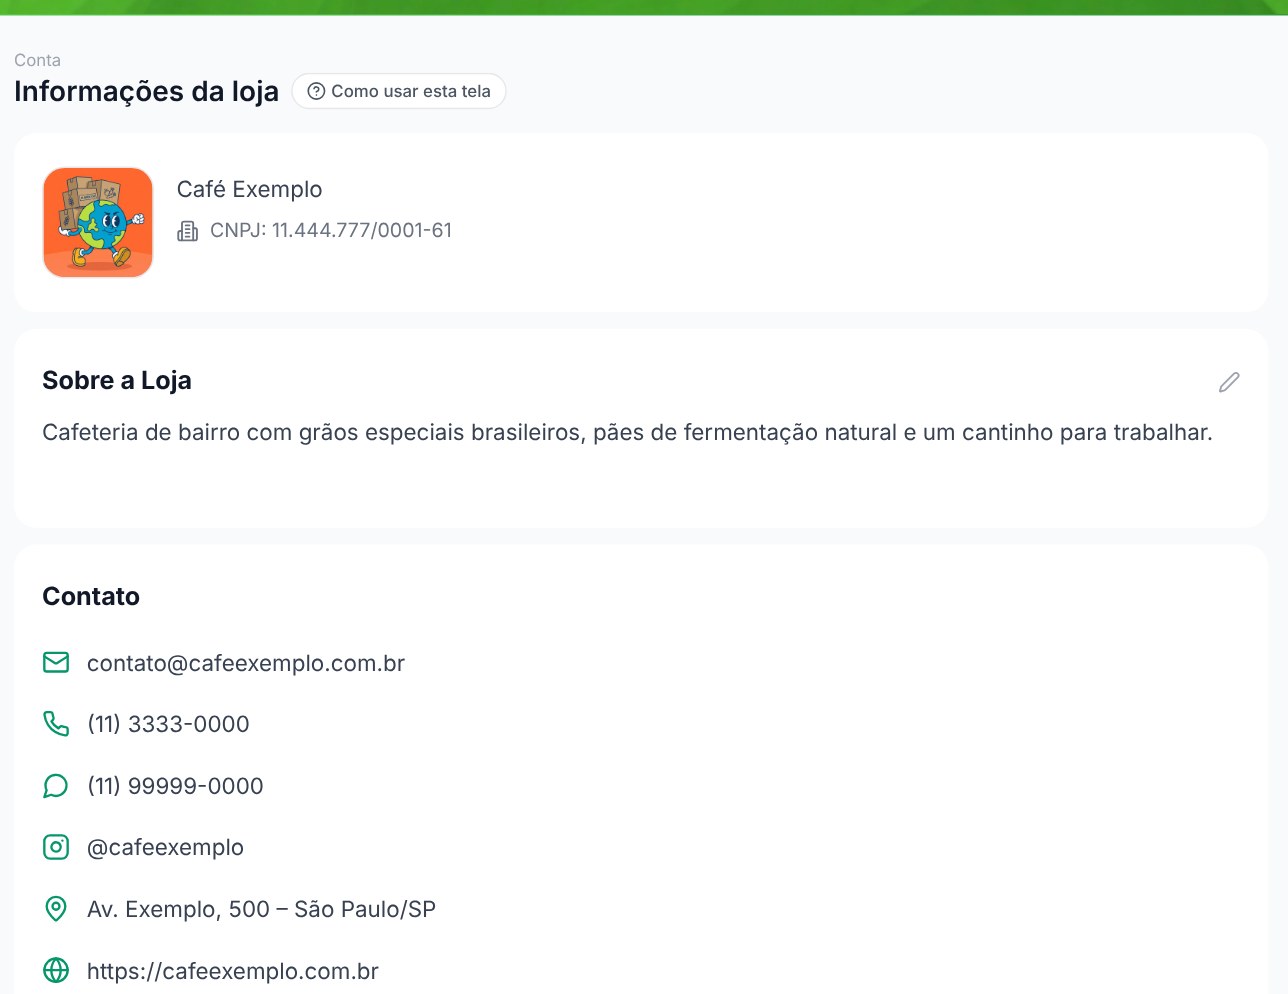 Conta
Informações da loja
Como usar esta tela
Café Exemplo
CNPJ: 11.444.777/0001-61
Sobre a Loja
Cafeteria de bairro com grãos especiais brasileiros, pães de fermentação natural e um cantinho para trabalhar.
Contato
contato@cafeexemplo.com.br
(11) 3333-0000
(11) 99999-0000
@cafeexemplo
Av. Exemplo, 500 – São Paulo/SP
https://cafeexemplo.com.br